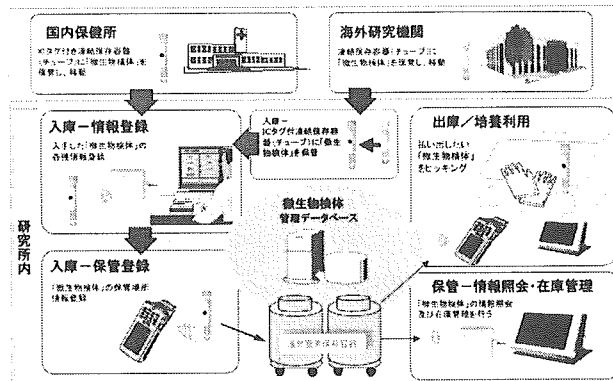 国内保健所
ICタグ付き凍結保存容器
(チューブ)に「微生物検体」を
保管し、移動
海外研究機関
凍結保存容器(チューブ)に
「微生物検体」を保管し、移動
入庫－情報登録
入手した「微生物検体」の
各種情報登録
入庫－
ICタグ付凍結保存容
器(チューブ)に「微生
物検体」を保管
出庫／培養利用
払い出したい
「微生物検体」
をピッキング
研究所内
微生物検体
管理データベース
入庫－保管登録
「微生物検体」の保管場所
情報登録
保管－情報照会・在庫管理
「微生物検体」の情報照会
及び在庫管理を行う